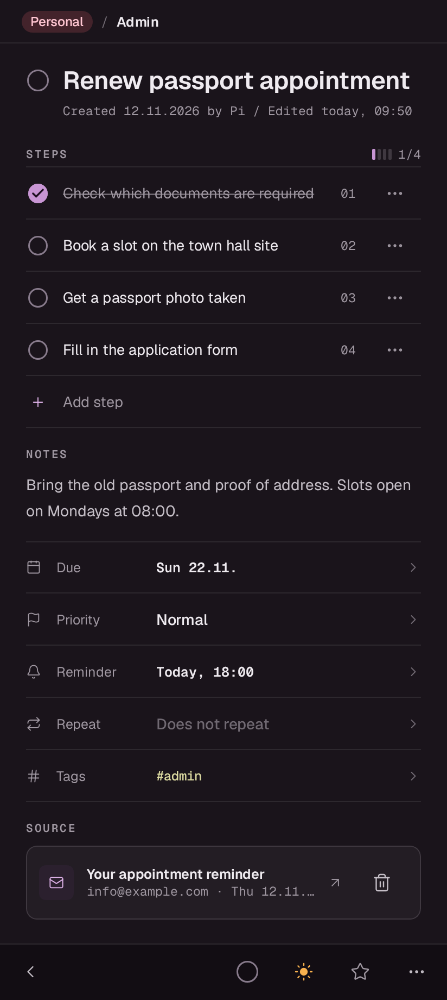 Personal / Admin
Renew passport appointment
Created 12.11.2026 by Pi / Edited today, 09:50
STEPS 1/4
Check which documents are required 01
Book a slot on the town hall site 02
Get a passport photo taken 03
Fill in the application form 04
Add step
NOTES
Bring the old passport and proof of address. Slots open
on Mondays at 08:00.
Due Sun 22.11.
Priority Normal
Reminder Today, 18:00
Repeat Does not repeat
Tags #admin
SOURCE
Your appointment reminder
info@example.com · Thu 12.11.…